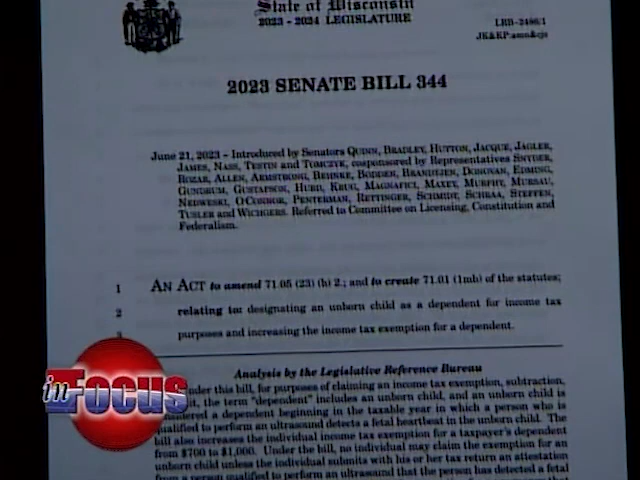 State of Wisconsin
2023 - 2024 LEGISLATURE
LRB-2486/1
JK&KP:amn&cjs
2023 SENATE BILL 344
June 21, 2023 – Introduced by Senators QUINN, BRADLEY, HUTTON, JACQUE, JAGLER,
JAMES, NASS, TESTIN and TOMCZYK, cosponsored by Representatives SNYDER,
BOZAR, ALLEN, ARMSTRONG, BEHNKE, BODDEN, BRANDTJEN, DONOVAN, EDMING,
GUNDRUM, GUSTAFSON, HURD, KRUG, MAGNAFICI, MAXEY, MURPHY, MURSAU,
NEDWESKI, O'CONNOR, PENTERMAN, RETTINGER, SCHMIDT, SCHRAA, STEFFEN,
TUSLER and WICHGERS. Referred to Committee on Licensing, Constitution and
Federalism.
1 AN ACT to amend 71.05 (23) (b) 2.; and to create 71.01 (1mb) of the statutes;
2 relating to: designating an unborn child as a dependent for income tax
3 purposes and increasing the income tax exemption for a dependent.
Analysis by the Legislative Reference Bureau
under this bill, for purposes of claiming an income tax exemption, subtraction,
the term "dependent" includes an unborn child, and an unborn child is
a dependent beginning in the taxable year in which a person who is
qualified to perform an ultrasound detects a fetal heartbeat in the unborn child. The
bill also increases the individual income tax exemption for a taxpayer's dependent
from $700 to $1,000. Under the bill, no individual may claim the exemption for an
unborn child unless the individual submits with his or her tax return an attestation
from a person qualified to perform an ultrasound that the person has detected a fetal
in FOCUS